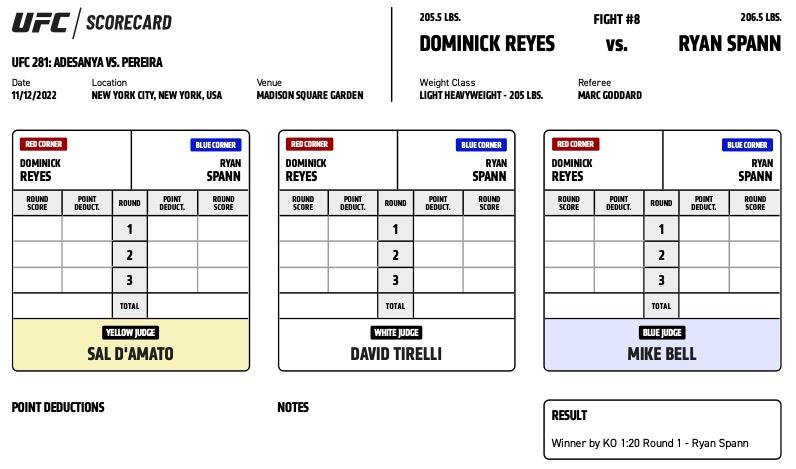 UFC SCORECARD
UFC 281: ADESANYA VS. PEREIRA
Date
11/12/2022
Location
NEW YORK CITY, NEW YORK, USA
Venue
MADISON SQUARE GARDEN
205.5 LBS. FIGHT #8 206.5 LBS.
DOMINICK REYES vs. RYAN SPANN
Weight Class
LIGHT HEAVYWEIGHT - 205 LBS.
Referee
MARC GODDARD
RED CORNER BLUE CORNER
DOMINICK RYAN
REYES SPANN
ROUND POINT ROUND POINT ROUND
SCORE DEDUCT. DEDUCT. SCORE
1
2
3
TOTAL
YELLOW JUDGE
SAL D'AMATO
RED CORNER BLUE CORNER
DOMINICK RYAN
REYES SPANN
ROUND POINT ROUND POINT ROUND
SCORE DEDUCT. DEDUCT. SCORE
1
2
3
TOTAL
WHITE JUDGE
DAVID TIRELLI
RED CORNER BLUE CORNER
DOMINICK RYAN
REYES SPANN
ROUND POINT ROUND POINT ROUND
SCORE DEDUCT. DEDUCT. SCORE
1
2
3
TOTAL
BLUE JUDGE
MIKE BELL
POINT DEDUCTIONS
NOTES
RESULT
Winner by KO 1:20 Round 1 - Ryan Spann